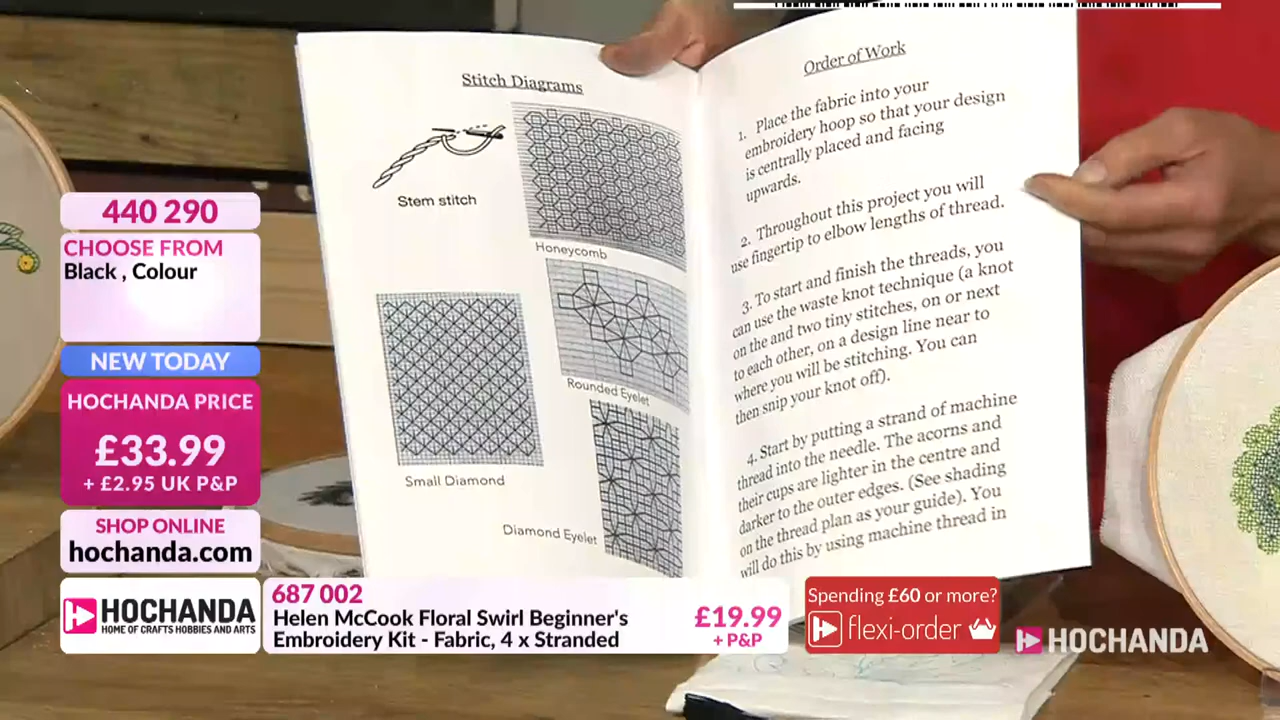 Stitch Diagrams
Stem stitch
Honeycomb
Rounded Eyelet
Small Diamond
Diamond Eyelet
Order of Work
1. Place the fabric into your
embroidery hoop so that your design
is centrally placed and facing
upwards.
2. Throughout this project you will
use fingertip to elbow lengths of thread.
3. To start and finish the threads, you
can use the waste knot technique (a knot
on the and two tiny stitches, on or next
to each other, on a design line near to
where you will be stitching. You can
then snip your knot off).
4. Start by putting a strand of machine
thread into the needle. The acorns and
their cups are lighter in the centre and
darker to the outer edges. (See shading
on the thread plan as your guide). You
will do this by using machine thread in
440 290
CHOOSE FROM
Black , Colour
NEW TODAY
HOCHANDA PRICE
£33.99
+ £2.95 UK P&P
SHOP ONLINE
hochanda.com
HOCHANDA
HOME OF CRAFTS HOBBIES AND ARTS
687 002
Helen McCook Floral Swirl Beginner's
Embroidery Kit - Fabric, 4 x Stranded
£19.99
+ P&P
Spending £60 or more?
flexi-order
HOCHANDA